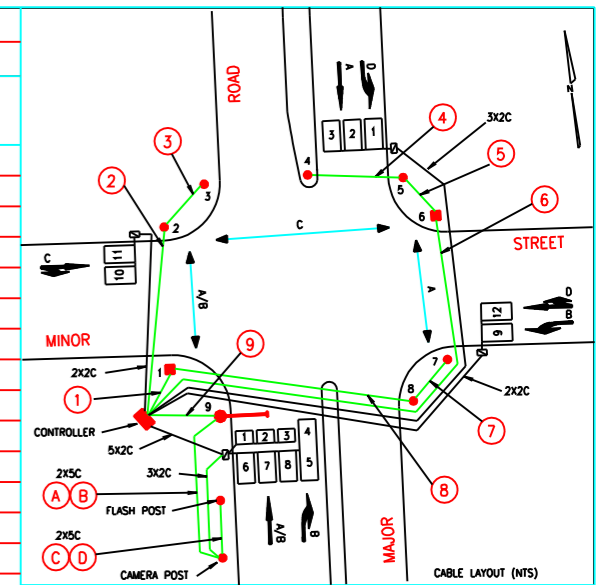 ROAD
A
D
N
3
2
1
4
3X2C
3
4
5
5
2
3
2
6
6
C
STREET
C
11
10
A/B
A
D
B
12
9
MINOR
9
7
1
2X2C
1
8
2X2C
9
7
CONTROLLER
5X2C
1
2
3
4
6
7
8
5
8
2X5C
3X2C
A
B
FLASH POST
A/B
B
2X5C
C
D
MAJOR
CAMERA POST
CABLE LAYOUT (NTS)